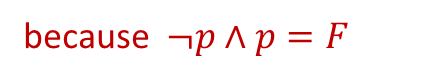 because ¬𝑝 ∧ 𝑝 = 𝐹